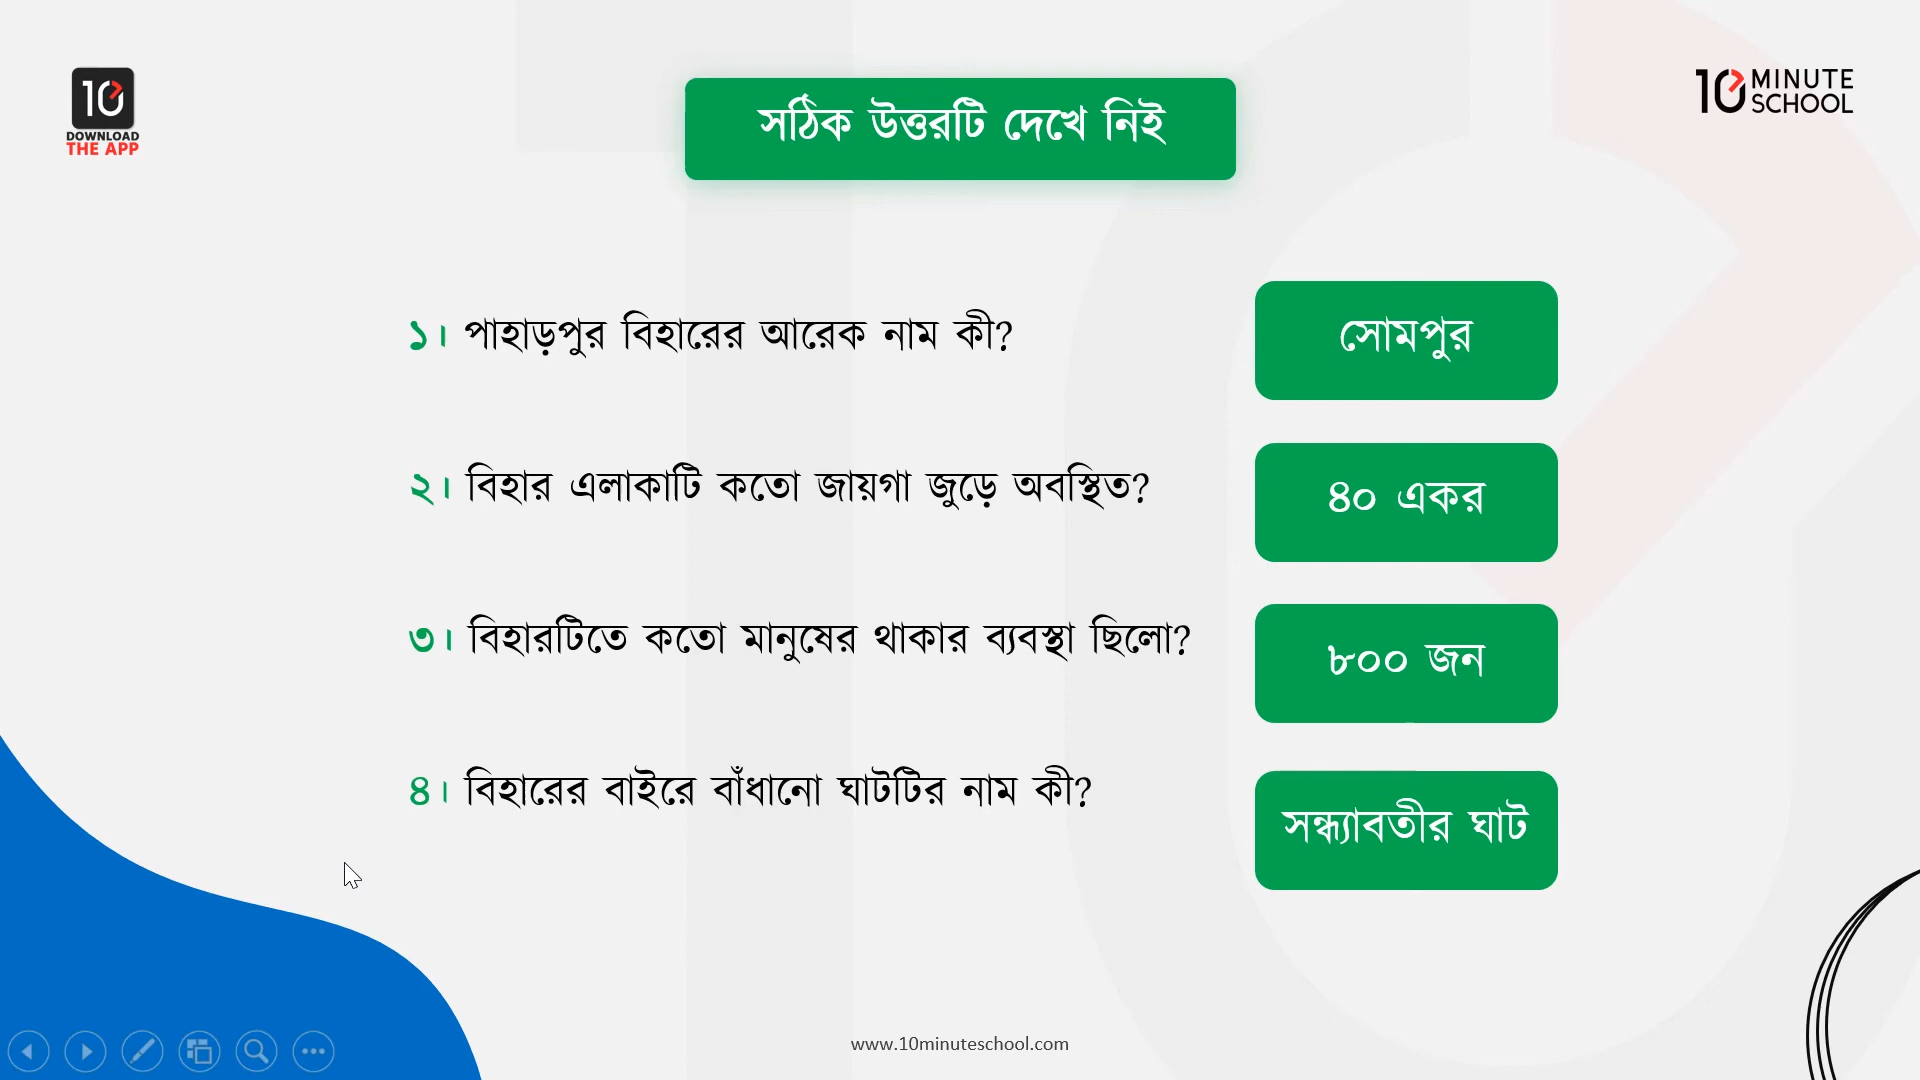 10
DOWNLOAD
THE APP
সঠিক উত্তরটি দেখে নিই
10 MINUTE
SCHOOL
১। পাহাড়পুর বিহারের আরেক নাম কী?
সোমপুর
২। বিহার এলাকাটি কতো জায়গা জুড়ে অবস্থিত?
৪০ একর
৩। বিহারটিতে কতো মানুষের থাকার ব্যবস্থা ছিলো?
৮০০ জন
৪। বিহারের বাইরে বাঁধানো ঘাটটির নাম কী?
সন্ধ্যাবতীর ঘাট
www.10minuteschool.com